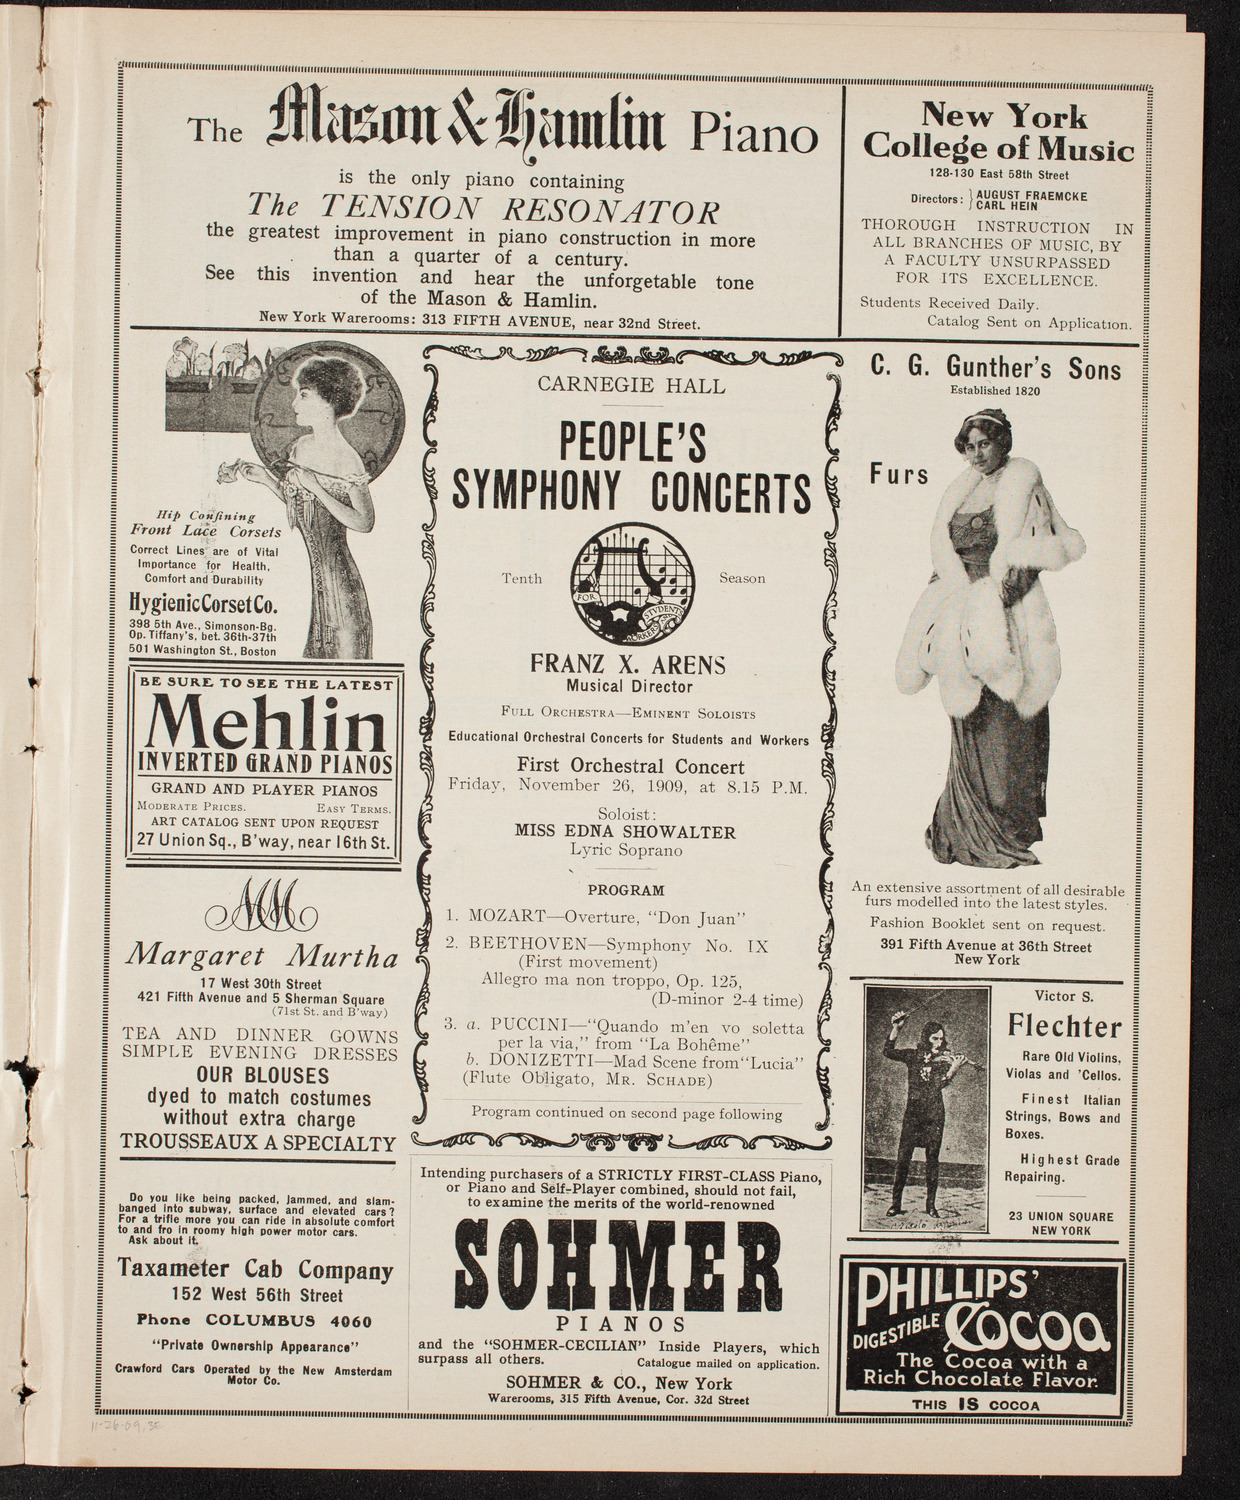 The Mason & Hamlin Piano
is the only piano containing
The TENSION RESONATOR
the greatest improvement in piano construction in more
than a quarter of a century.
See this invention and hear the unforgetable tone
of the Mason & Hamlin.
New York Warerooms: 313 FIFTH AVENUE, near 32nd Street.
New York
College of Music
128-130 East 58th Street
Directors: } AUGUST FRAEMCKE
CARL HEIN
THOROUGH INSTRUCTION IN
ALL BRANCHES OF MUSIC, BY
A FACULTY UNSURPASSED
FOR ITS EXCELLENCE.
Students Received Daily.
Catalog Sent on Application.
Hip Confining
Front Lace Corsets
Correct Lines are of Vital
Importance for Health,
Comfort and Durability
Hygienic Corset Co.
398 5th Ave., Simonson-Bg.
Op. Tiffany's, bet. 36th-37th
501 Washington St., Boston
BE SURE TO SEE THE LATEST
Mehlin
INVERTED GRAND PIANOS
GRAND AND PLAYER PIANOS
MODERATE PRICES. EASY TERMS.
ART CATALOG SENT UPON REQUEST
27 Union Sq., B'way, near 16th St.
MM
Margaret Murtha
17 West 30th Street
421 Fifth Avenue and 5 Sherman Square
(71st St. and B'way)
TEA AND DINNER GOWNS
SIMPLE EVENING DRESSES
OUR BLOUSES
dyed to match costumes
without extra charge
TROUSSEAUX A SPECIALTY
Do you like being packed, jammed, and slam-
banged into subway, surface and elevated cars?
For a trifle more you can ride in absolute comfort
to and fro in roomy high power motor cars.
Ask about it.
Taxameter Cab Company
152 West 56th Street
Phone COLUMBUS 4060
"Private Ownership Appearance"
Crawford Cars Operated by the New Amsterdam
Motor Co.
CARNEGIE HALL
PEOPLE'S
SYMPHONY CONCERTS
Tenth Season
FOR
STUDENTS
AND
WORKERS
FRANZ X. ARENS
Musical Director
FULL ORCHESTRA—EMINENT SOLOISTS
Educational Orchestral Concerts for Students and Workers
First Orchestral Concert
Friday, November 26, 1909, at 8.15 P.M.
Soloist:
MISS EDNA SHOWALTER
Lyric Soprano
PROGRAM
1. MOZART—Overture, "Don Juan"
2. BEETHOVEN—Symphony No. IX
(First movement)
Allegro ma non troppo, Op. 125,
(D-minor 2-4 time)
3. a. PUCCINI—"Quando m'en vo soletta
per la via," from "La Bohême"
b. DONIZETTI—Mad Scene from "Lucia"
(Flute Obligato, MR. SCHADE)
Program continued on second page following
Intending purchasers of a STRICTLY FIRST-CLASS Piano,
or Piano and Self-Player combined, should not fail,
to examine the merits of the world-renowned
SOHMER
PIANOS
and the "SOHMER-CECILIAN" Inside Players, which
surpass all others. Catalogue mailed on application.
SOHMER & CO., New York
Warerooms, 315 Fifth Avenue, Cor. 32d Street
C. G. Gunther's Sons
Established 1820
Furs
An extensive assortment of all desirable
furs modelled into the latest styles.
Fashion Booklet sent on request.
391 Fifth Avenue at 36th Street
New York
Victor S.
Flechter
Rare Old Violins,
Violas and 'Cellos.
Finest Italian
Strings, Bows and
Boxes.
Highest Grade
Repairing.
23 UNION SQUARE
NEW YORK
PHILLIPS'
DIGESTIBLE COCOA
The Cocoa with a
Rich Chocolate Flavor.
THIS IS COCOA